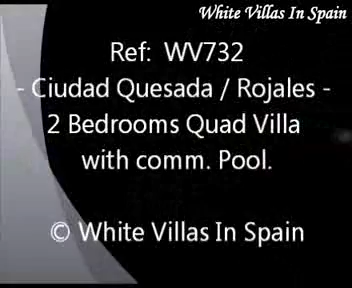 White Villas In Spain
Ref: WV732
- Ciudad Quesada / Rojales -
2 Bedrooms Quad Villa
with comm. Pool.
© White Villas In Spain